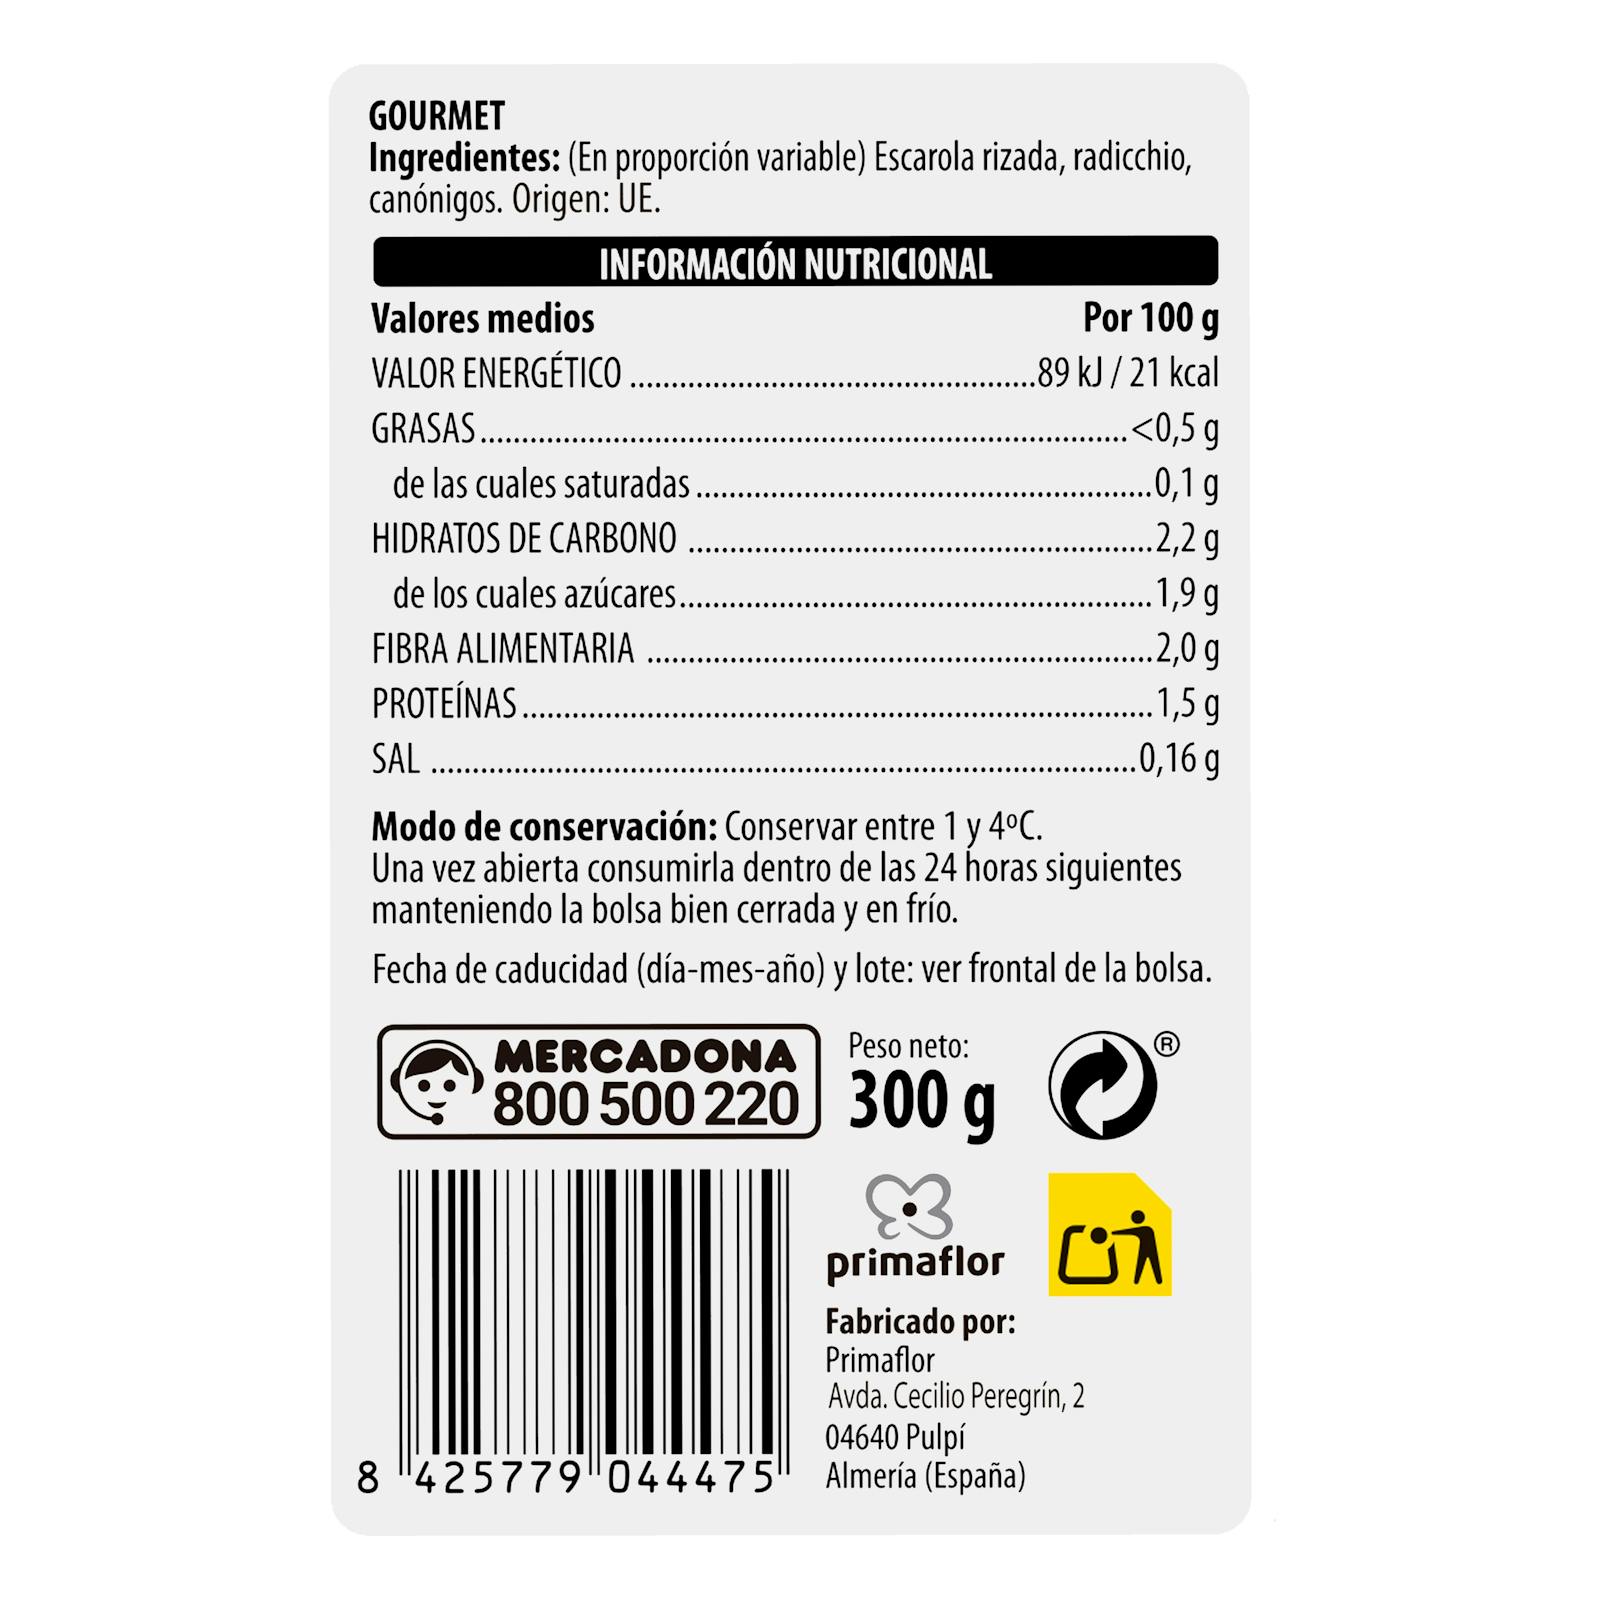 GOURMET
Ingredientes: (En proporción variable) Escarola rizada, radicchio,
canónigos. Origen: UE.
INFORMACIÓN NUTRICIONAL
Valores medios Por 100 g
VALOR ENERGÉTICO ........................................89 kJ / 21 kcal
GRASAS................................................................<0,5 g
de las cuales saturadas ..............................................0,1 g
HIDRATOS DE CARBONO ..............................................2,2 g
de los cuales azúcares...............................................1,9 g
FIBRA ALIMENTARIA ..................................................2,0 g
PROTEÍNAS...............................................................1,5 g
SAL ......................................................................0,16 g
Modo de conservación: Conservar entre 1 y 4ºC.
Una vez abierta consumirla dentro de las 24 horas siguientes
manteniendo la bolsa bien cerrada y en frío.
Fecha de caducidad (día-mes-año) y lote: ver frontal de la bolsa.
MERCADONA
800 500 220
Peso neto:
300 g
®
primaflor
Fabricado por:
Primaflor
Avda. Cecilio Peregrín, 2
04640 Pulpí
Almería (España)
8 425779 044475